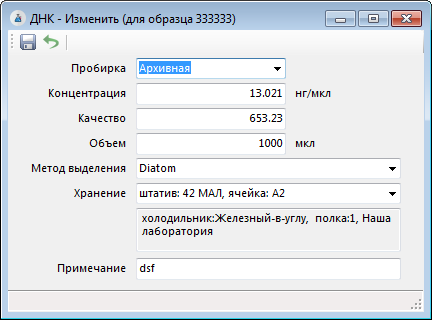 ДНК - Изменить (для образца 333333)
Пробирка Архивная
Концентрация 13.021 нг/мкл
Качество 653.23
Объем 1000 мкл
Метод выделения Diatom
Хранение штатив: 42 МАЛ, ячейка: A2
холодильник:Железный-в-углу, полка:1, Наша
лаборатория
Примечание dsf